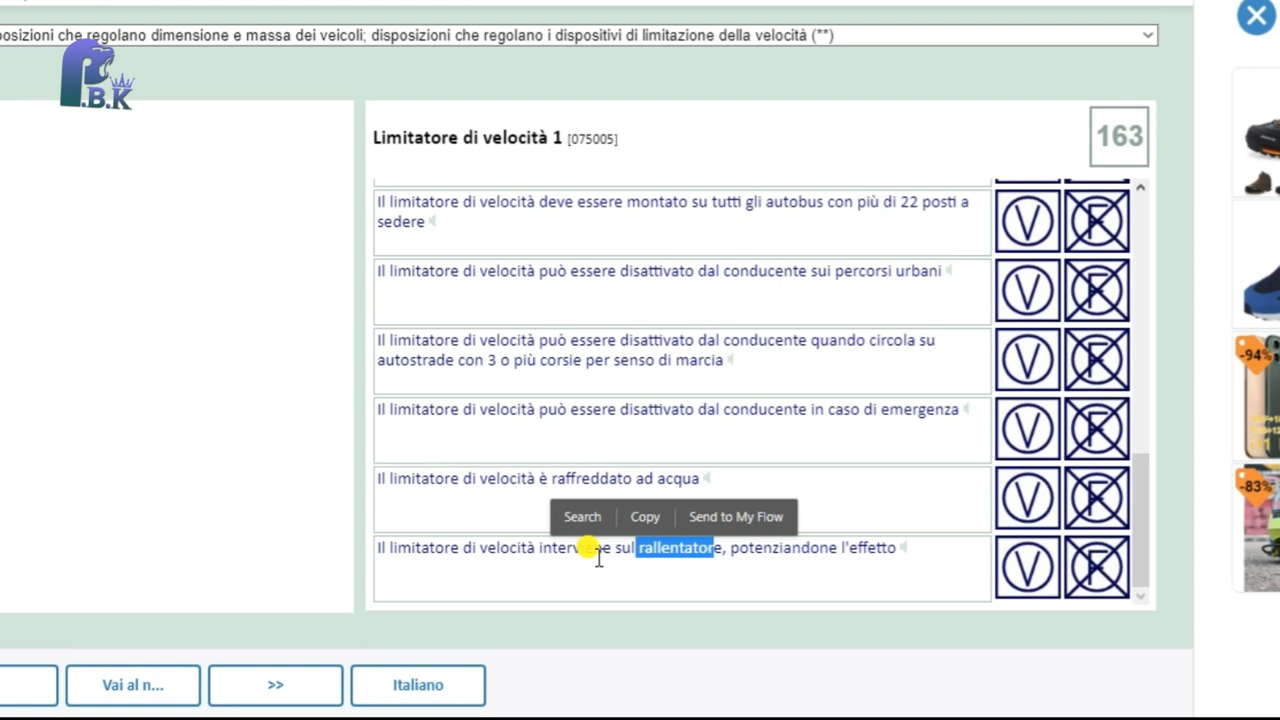 posizioni che regolano dimensione e massa dei veicoli; disposizioni che regolano i dispositivi di limitazione della velocità (**)
P.B.K
Limitatore di velocità 1 [075005]
163
Il limitatore di velocità deve essere montato su tutti gli autobus con più di 22 posti a
sedere
V F
Il limitatore di velocità può essere disattivato dal conducente sui percorsi urbani
V F
Il limitatore di velocità può essere disattivato dal conducente quando circola su
autostrade con 3 o più corsie per senso di marcia
V F
Il limitatore di velocità può essere disattivato dal conducente in caso di emergenza
V F
Il limitatore di velocità è raffreddato ad acqua
V F
Search Copy Send to My Flow
Il limitatore di velocità interviene sul rallentatore, potenziandone l'effetto
V F
-94%
-83%
Vai al n... >> Italiano